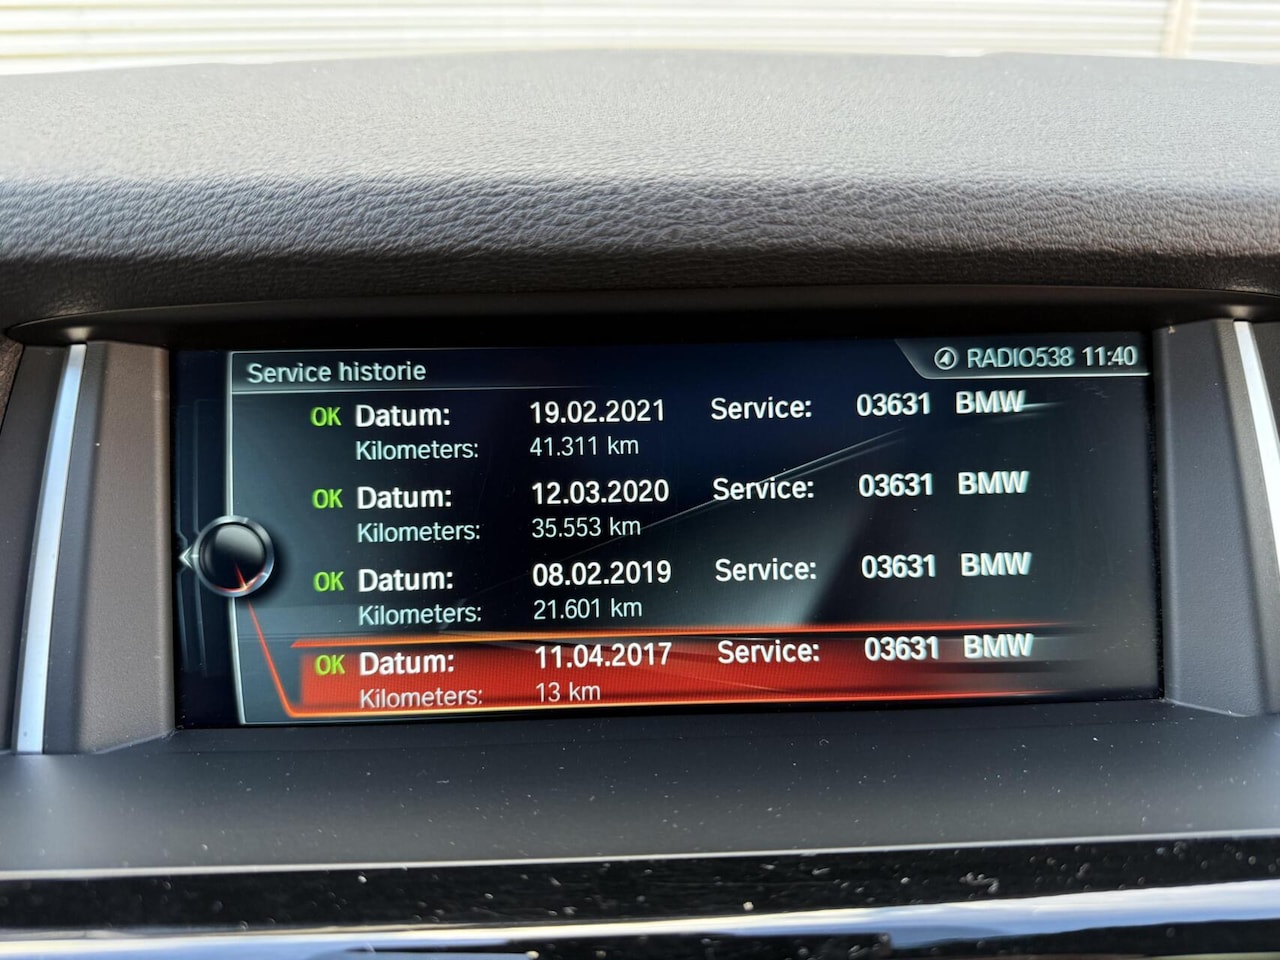 Service historie RADIO538 11:40
OK Datum: 19.02.2021 Service: 03631 BMW
Kilometers: 41.311 km
OK Datum: 12.03.2020 Service: 03631 BMW
Kilometers: 35.553 km
OK Datum: 08.02.2019 Service: 03631 BMW
Kilometers: 21.601 km
OK Datum: 11.04.2017 Service: 03631 BMW
Kilometers: 13 km